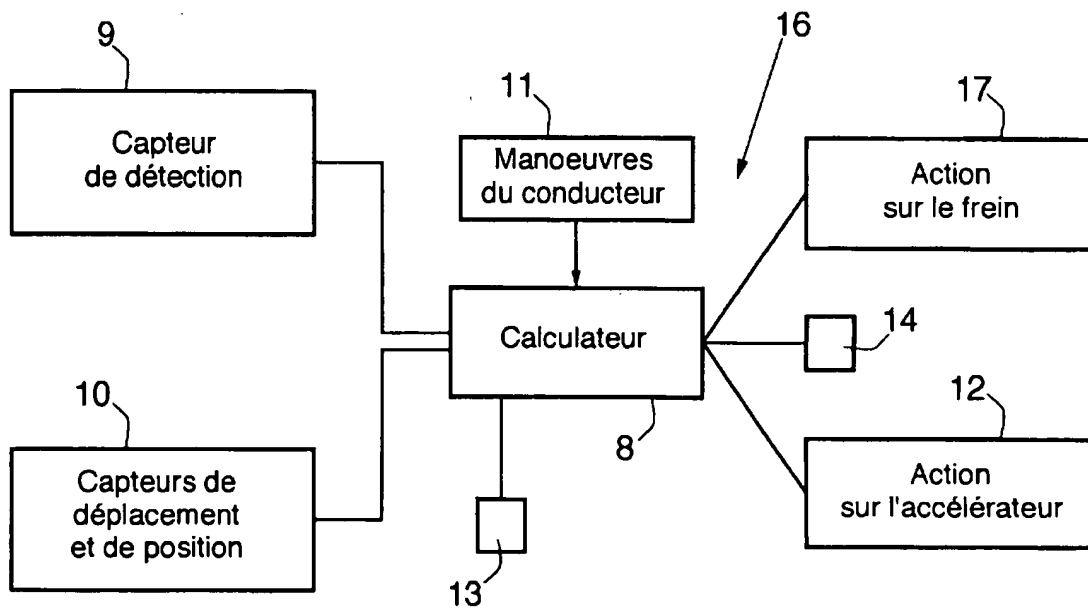 9
Capteur
de détection
11
Manoeuvres
du conducteur
16
17
Action
sur le frein
Calculateur
8
14
10
Capteurs de
déplacement
et de position
13
12
Action
sur l'accélérateur